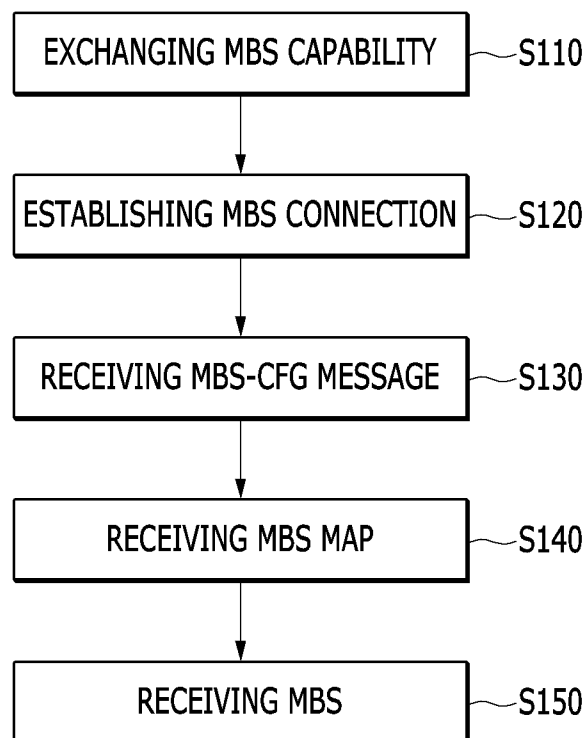 EXCHANGING MBS CAPABILITY S110
ESTABLISHING MBS CONNECTION S120
RECEIVING MBS-CFG MESSAGE S130
RECEIVING MBS MAP S140
RECEIVING MBS S150